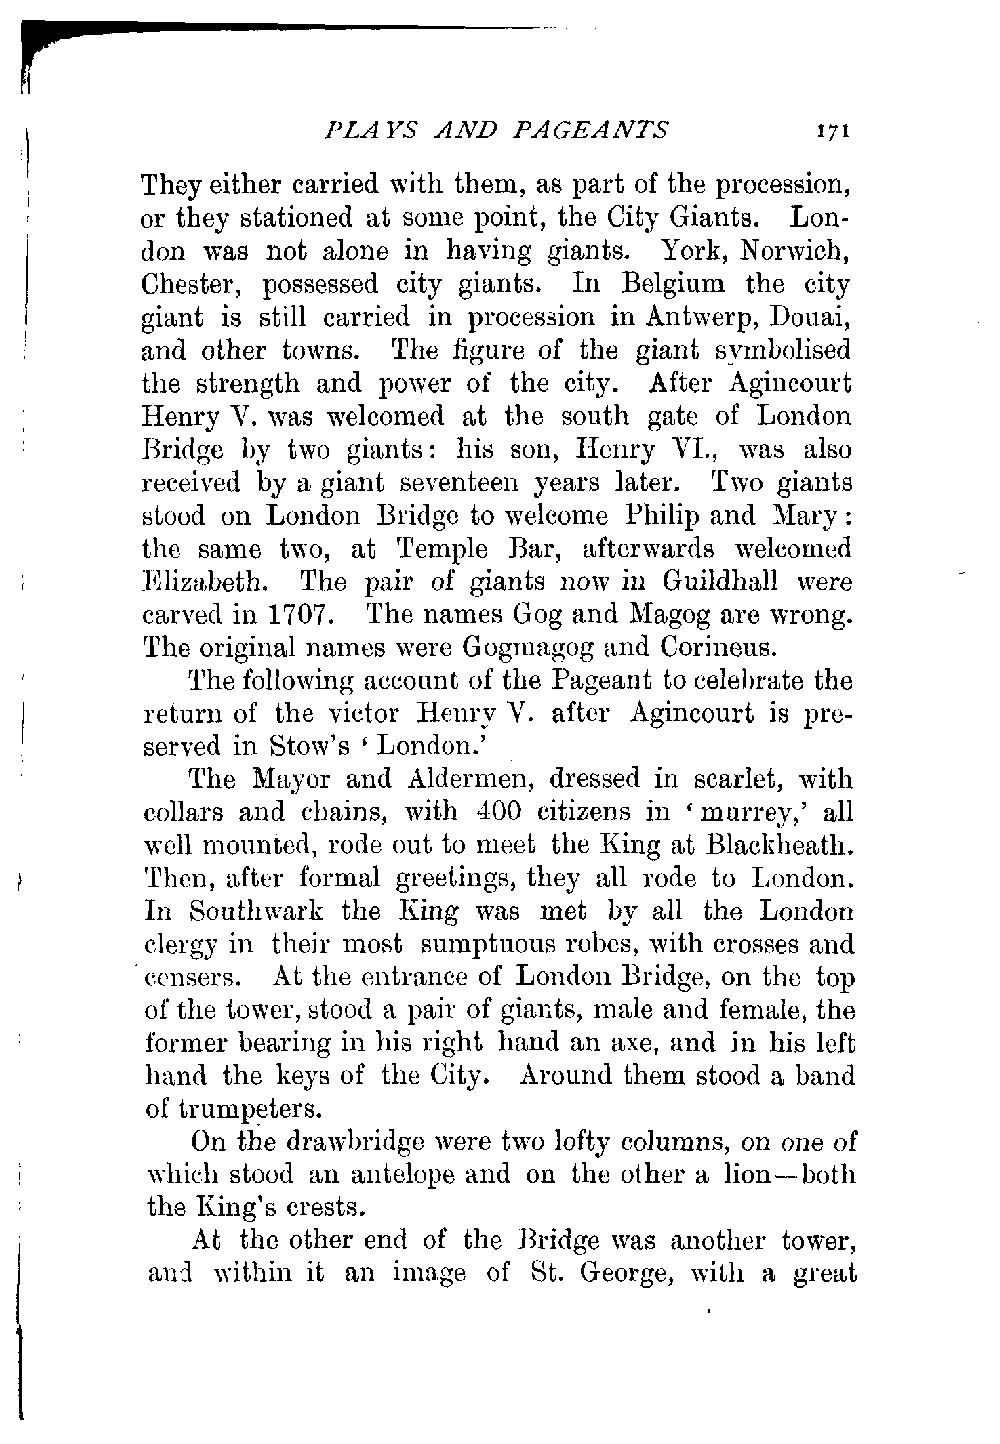 PLAYS AND PAGEANTS 171
They either carried with them, as part of the procession,
or they stationed at some point, the City Giants. Lon-
don was not alone in having giants. York, Norwich,
Chester, possessed city giants. In Belgium the city
giant is still carried in procession in Antwerp, Douai,
and other towns. The figure of the giant symbolised
the strength and power of the city. After Agincourt
Henry V. was welcomed at the south gate of London
Bridge by two giants: his son, Henry VI., was also
received by a giant seventeen years later. Two giants
stood on London Bridge to welcome Philip and Mary:
the same two, at Temple Bar, afterwards welcomed
Elizabeth. The pair of giants now in Guildhall were
carved in 1707. The names Gog and Magog are wrong.
The original names were Gogmagog and Corineus.
The following account of the Pageant to celebrate the
return of the victor Henry V. after Agincourt is pre-
served in Stow's ‘London.’
The Mayor and Aldermen, dressed in scarlet, with
collars and chains, with 400 citizens in ‘murrey,’ all
well mounted, rode out to meet the King at Blackheath.
Then, after formal greetings, they all rode to London.
In Southwark the King was met by all the London
clergy in their most sumptuous robes, with crosses and
censers. At the entrance of London Bridge, on the top
of the tower, stood a pair of giants, male and female, the
former bearing in his right hand an axe, and in his left
hand the keys of the City. Around them stood a band
of trumpeters.
On the drawbridge were two lofty columns, on one of
which stood an antelope and on the other a lion—both
the King's crests.
At the other end of the Bridge was another tower,
and within it an image of St. George, with a great